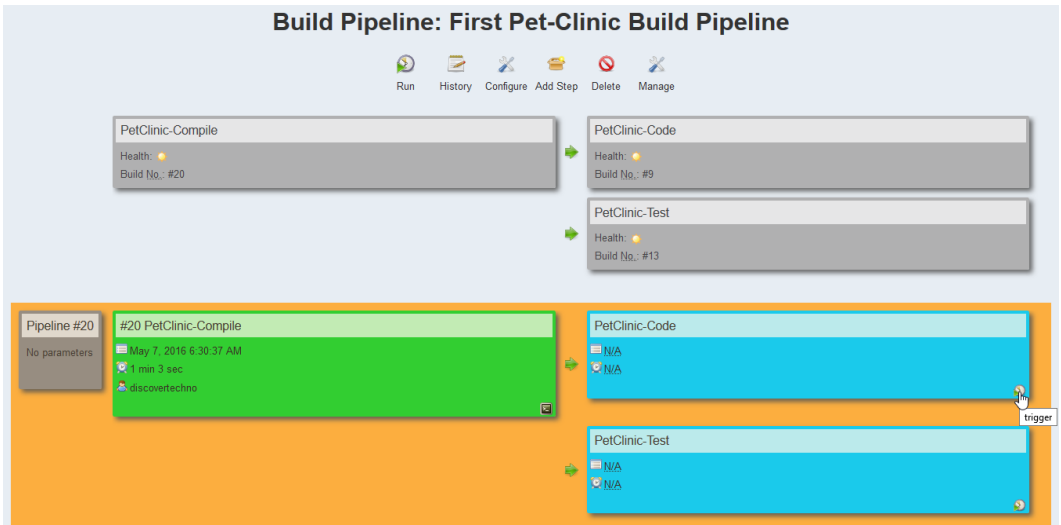 Build Pipeline: First Pet-Clinic Build Pipeline
Run History Configure Add Step Delete Manage
PetClinic-Compile
Health:
Build No.: #20
PetClinic-Code
Health:
Build No.: #9
PetClinic-Test
Health:
Build No.: #13
Pipeline #20
No parameters
#20 PetClinic-Compile
May 7, 2016 6:30:37 AM
1 min 3 sec
discovertechno
PetClinic-Code
N/A
N/A
trigger
PetClinic-Test
N/A
N/A